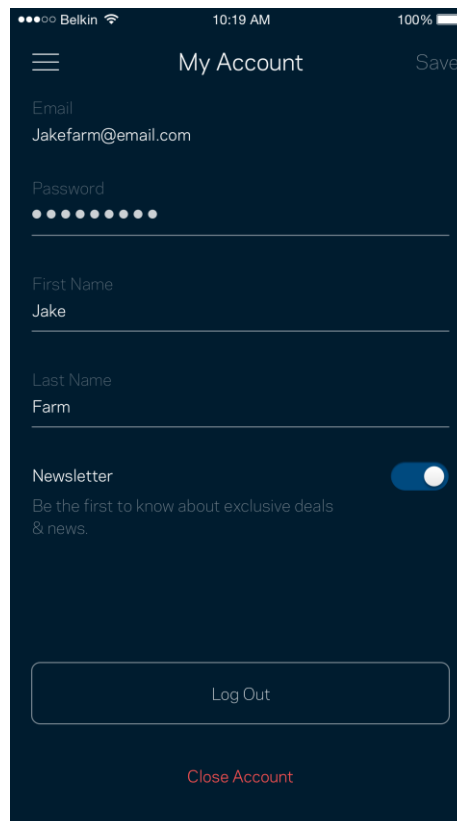 Belkin 10:19 AM 100%
My Account Save
Email
Jakefarm@email.com
Password
First Name
Jake
Last Name
Farm
Newsletter
Be the first to know about exclusive deals
& news.
Log Out
Close Account